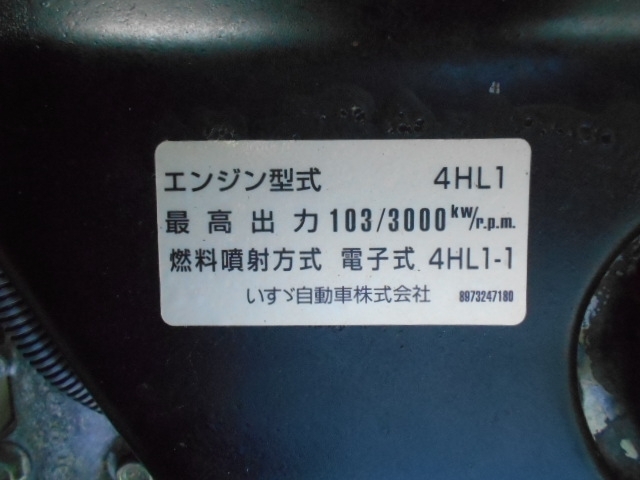 エンジン型式 4HL1
最高出力 103/3000 kw/r.p.m.
燃料噴射方式 電子式 4HL1-1
いすゞ自動車株式会社 8973247180